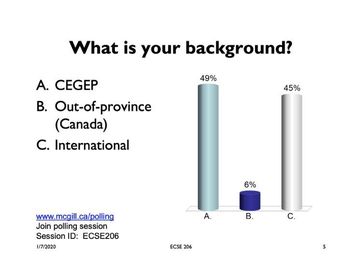 What is your background?
A. CEGEP
B. Out-of-province
(Canada)
C. International
49%
6%
45%
A.
B.
C.
www.mcgill.ca/polling
Join polling session
Session ID: ECSE206
1/7/2020
ECSE 206
5